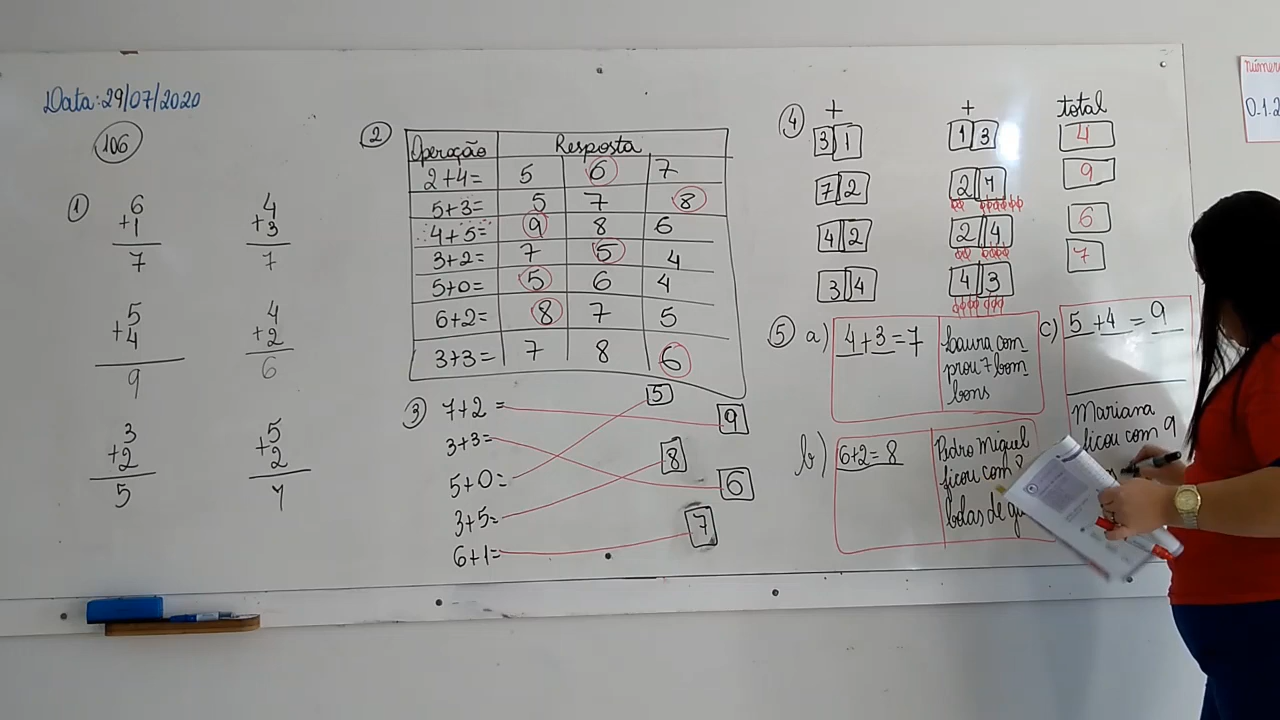 Data: 29/07/2020
106
1
6
+1
7
4
+3
7
5
+4
9
4
+2
6
3
+2
5
5
+2
7
2
Operação Resposta
2+4= 5 6 7
5+3= 5 7 8
4+5= 9 8 6
3+2= 7 5 4
5+0= 5 6 4
6+2= 8 7 5
3+3= 7 8 6
3
7+2 =
3+3=
5+0=
3+5=
6+1=
5
9
8
6
7
4
+ + total
3 1 1 3 4
7 2 2 7 9
4 2 2 4 6
3 4 4 3 7
5
a) 4+3=7
Laura com-
prou 7 bom-
bons
b) 6+2=8
Pedro Miguel
ficou com 8
bolas de
c) 5+4=9
Mariana
ficou com 9
númer
0-1-2